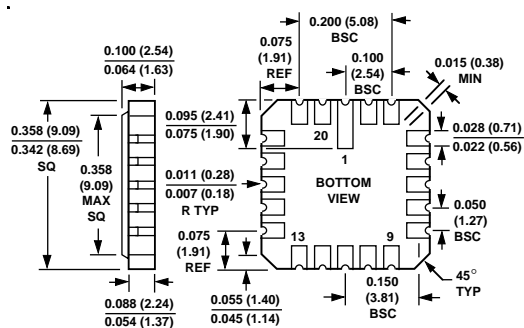 0.200 (5.08)
BSC
0.100 (2.54)
0.064 (1.63)
0.075
(1.91)
REF
0.100
(2.54)
BSC
0.015 (0.38)
MIN
0.358 (9.09)
0.342 (8.69)
SQ
0.358
(9.09)
MAX
SQ
0.095 (2.41)
0.075 (1.90)
20
1
0.028 (0.71)
0.022 (0.56)
0.011 (0.28)
0.007 (0.18)
R TYP
BOTTOM
VIEW
0.050
(1.27)
BSC
0.075
(1.91)
REF
13
9
45°
TYP
0.088 (2.24)
0.054 (1.37)
0.055 (1.40)
0.045 (1.14)
0.150
(3.81)
BSC